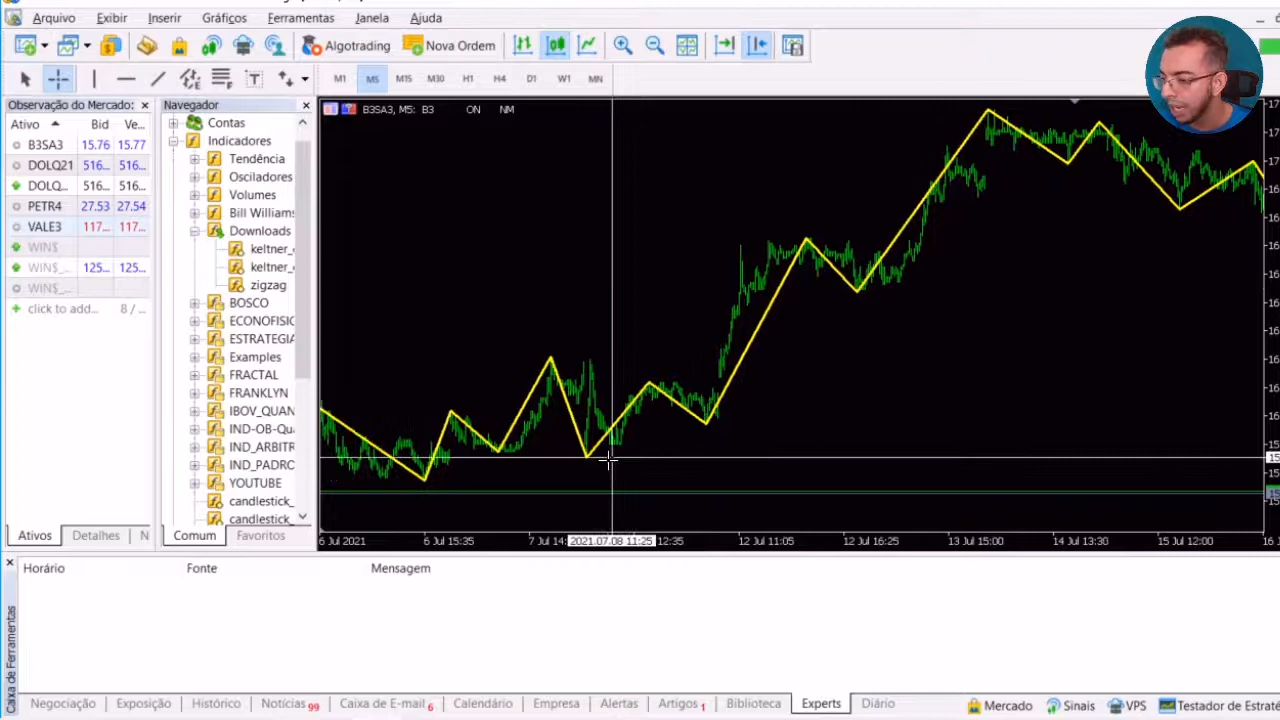 Arquivo Exibir Inserir Gráficos Ferramentas Janela Ajuda
Algotrading Nova Ordem
M1 M5 M15 M30 H1 H4 D1 W1 MN
Observação do Mercado:
Ativo Bid Ve...
B3SA3 15.76 15.77
DOLQ21 516... 516...
DOLQ... 516... 516...
PETR4 27.53 27.54
VALE3 117... 117...
WIN$
WIN$_... 125... 125...
WIN$_...
click to add... 8 / ...
Ativos Detalhes N
Navegador
Contas
Indicadores
Tendência
Osciladores
Volumes
Bill Williams
Downloads
keltner_
keltner_
zigzag
BOSCO
ECONOFISIC
ESTRATEGIA
Examples
FRACTAL
FRANKLYN
IBOV_QUAN
IND-OB-Qu
IND_ARBITR
IND_PADRO
YOUTUBE
candlestick_
candlestick_
Comum Favoritos
B3SA3, M5: B3 ON NM
6 Jul 2021 6 Jul 15:35 7 Jul 14: 2021.07.08 11:25 12:35 12 Jul 11:05 12 Jul 16:25 13 Jul 15:00 14 Jul 13:30 15 Jul 12:00 16 J
Horário Fonte Mensagem
Caixa de Ferramentas
Negociação Exposição Histórico Notícias 99 Caixa de E-mail 6 Calendário Empresa Alertas Artigos 1 Biblioteca Experts Diário
Mercado Sinais VPS Testador de Estraté